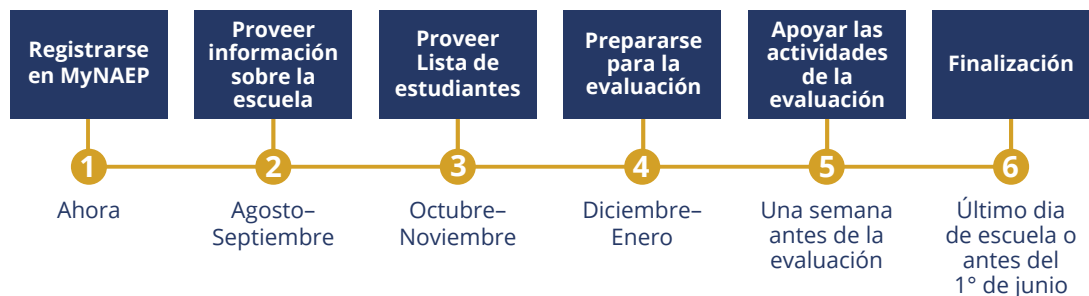 Registrarse
en MyNAEP
Proveer
información
sobre la
escuela
Proveer
Lista de
estudiantes
Prepararse
para la
evaluación
Apoyar las
actividades
de la
evaluación
Finalización
1
2
3
4
5
6
Ahora
Agosto–
Septiembre
Octubre–
Noviembre
Diciembre–
Enero
Una semana
antes de la
evaluación
Último dia
de escuela o
antes del
1° de junio